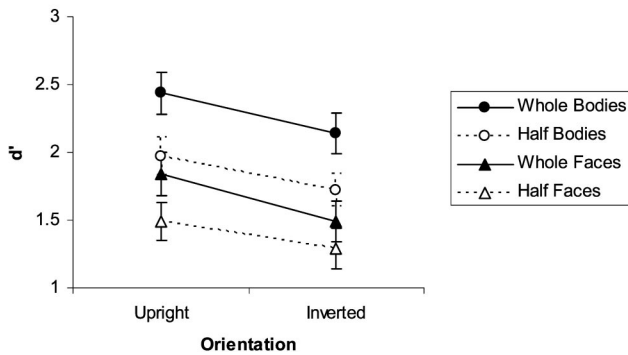 3
2.5
2
1.5
1
d'
Upright
Inverted
Orientation
Whole Bodies
Half Bodies
Whole Faces
Half Faces